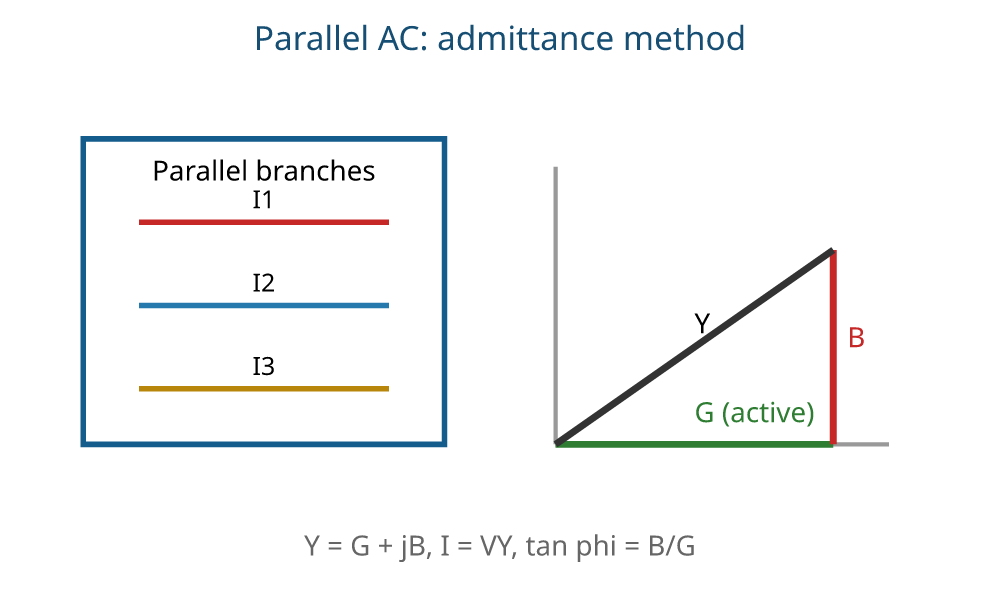 Parallel AC: admittance method
Parallel branches
I1
I2
I3
Y
B
G (active)
Y = G + jB, I = VY, tan phi = B/G